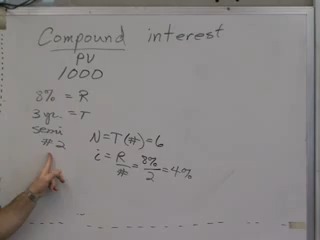 Compound interest
PV
1000
8% = R
3 yr. = T
semi
#2
N = T (#) = 6
i = R/# = 8%/2 = 4%